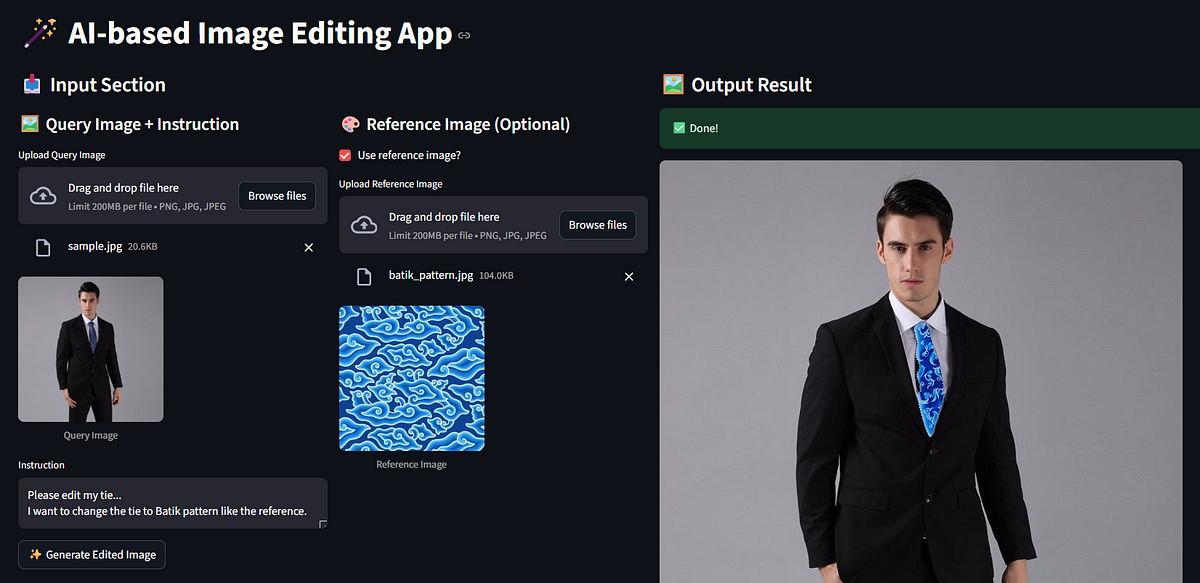 AI-based Image Editing App
Input Section
Query Image + Instruction
Upload Query Image
Drag and drop file here
Limit 200MB per file • PNG, JPG, JPEG
Browse files
sample.jpg 20.6KB
Query Image
Instruction
Please edit my tie...
I want to change the tie to Batik pattern like the reference.
Generate Edited Image
Reference Image (Optional)
Use reference image?
Upload Reference Image
Drag and drop file here
Limit 200MB per file • PNG, JPG, JPEG
Browse files
batik_pattern.jpg 104.0KB
Reference Image
Output Result
Done!